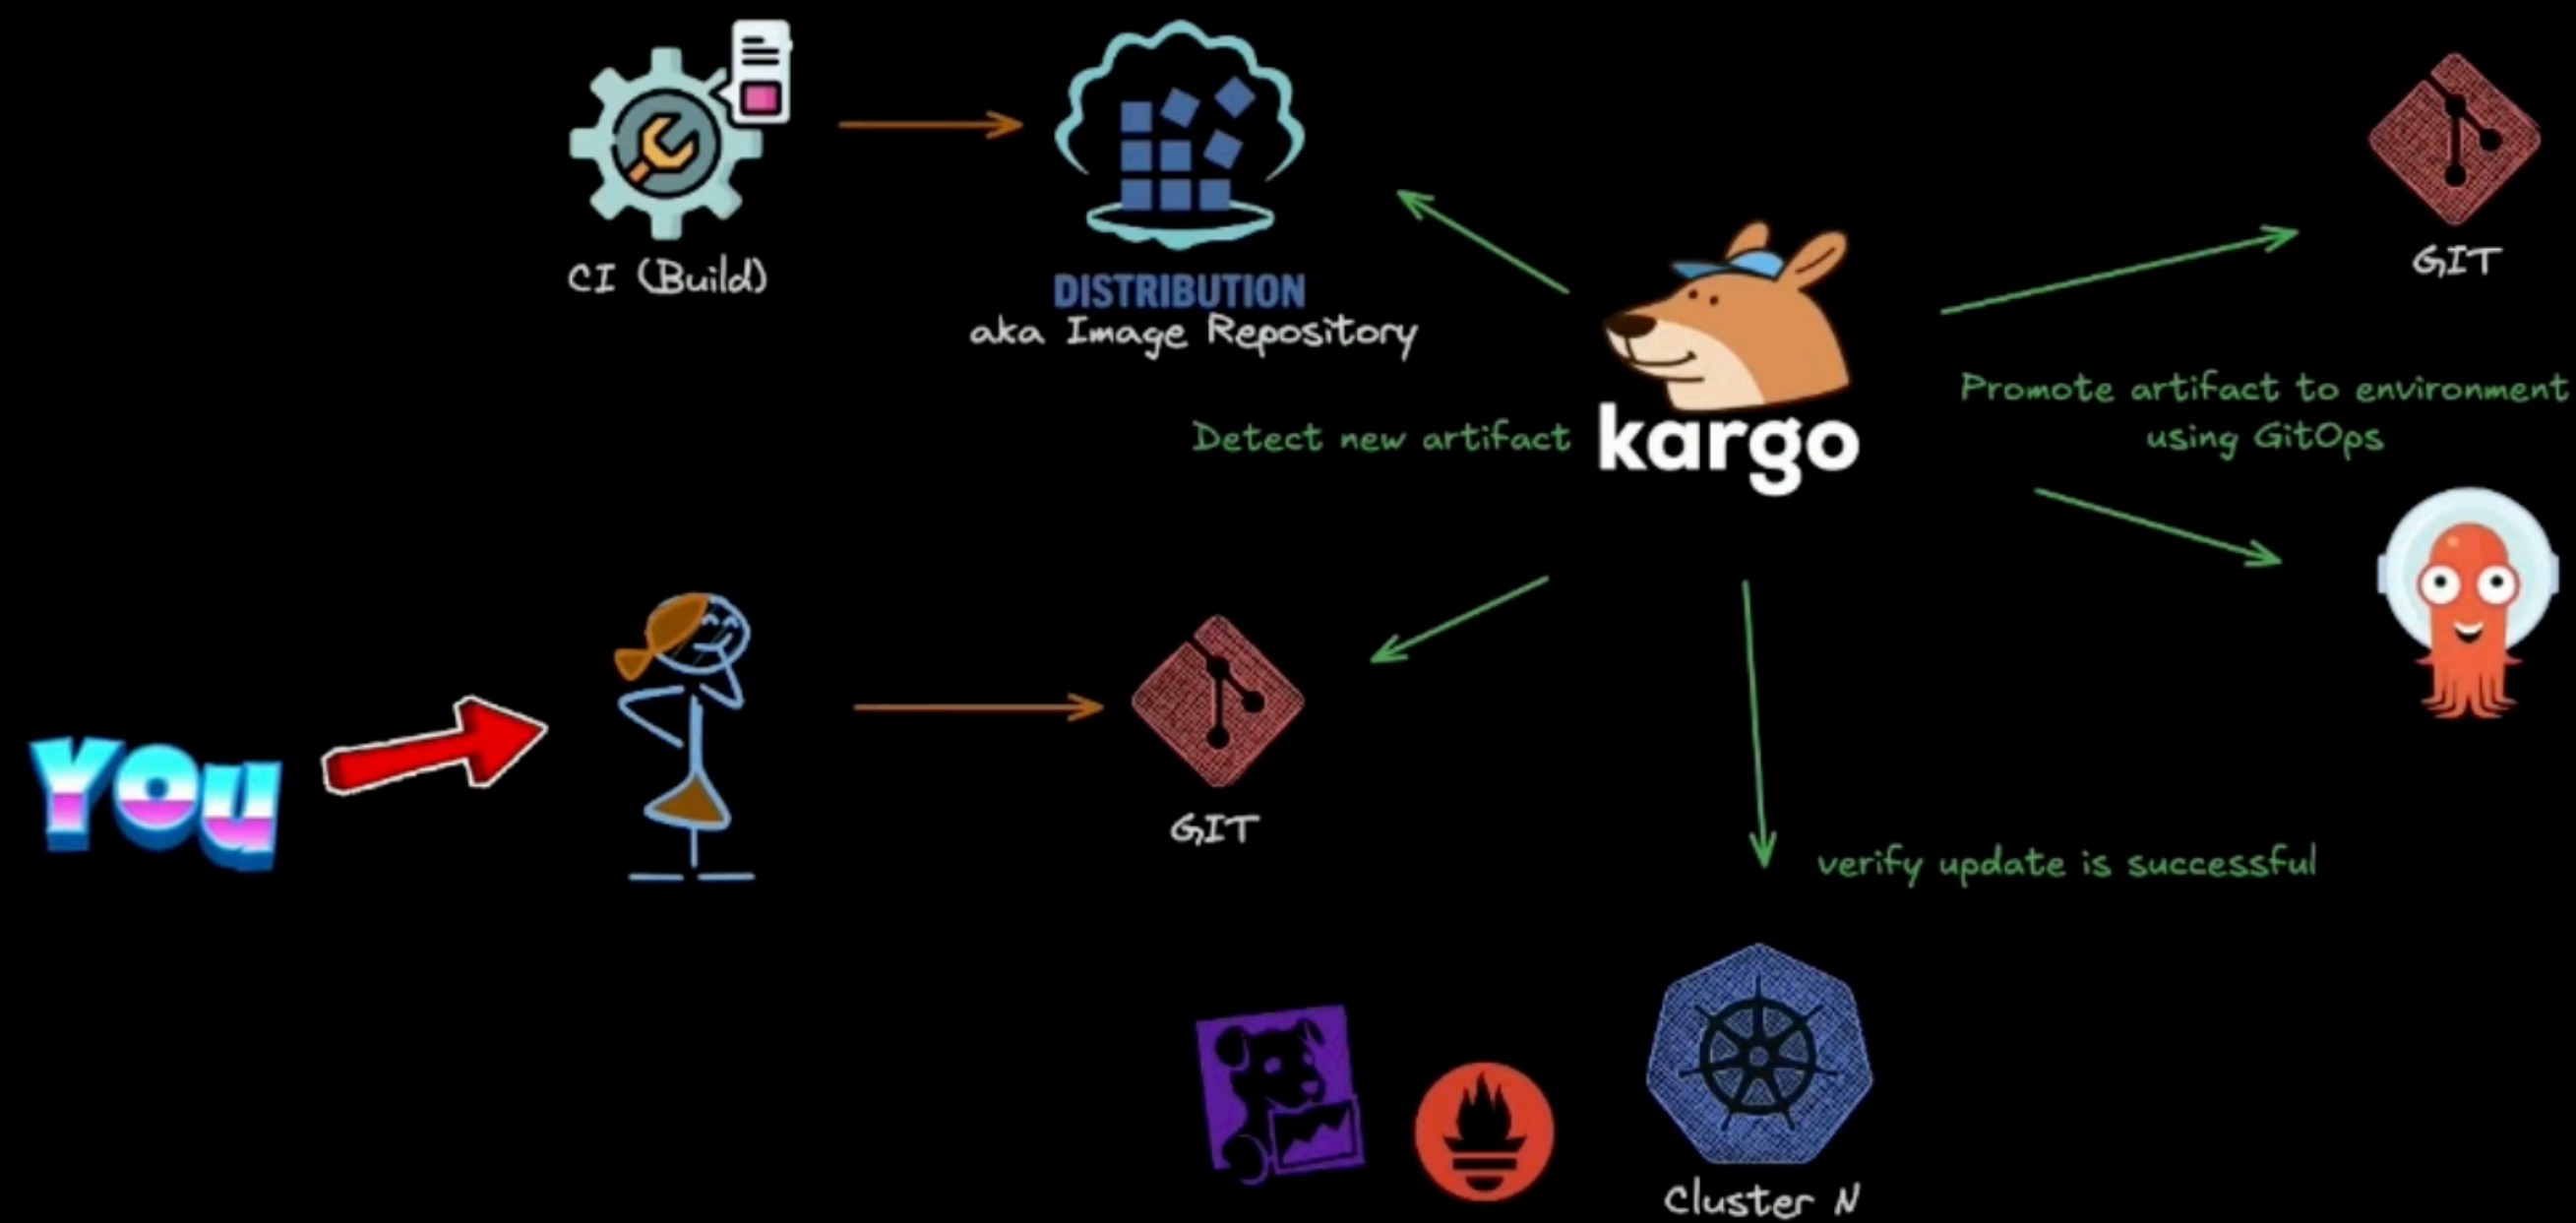 CI (Build)
DISTRIBUTION
aka Image Repository
GIT
Promote artifact to environment
using GitOps
Detect new artifact
kargo
YOU
GIT
verify update is successful
Cluster N